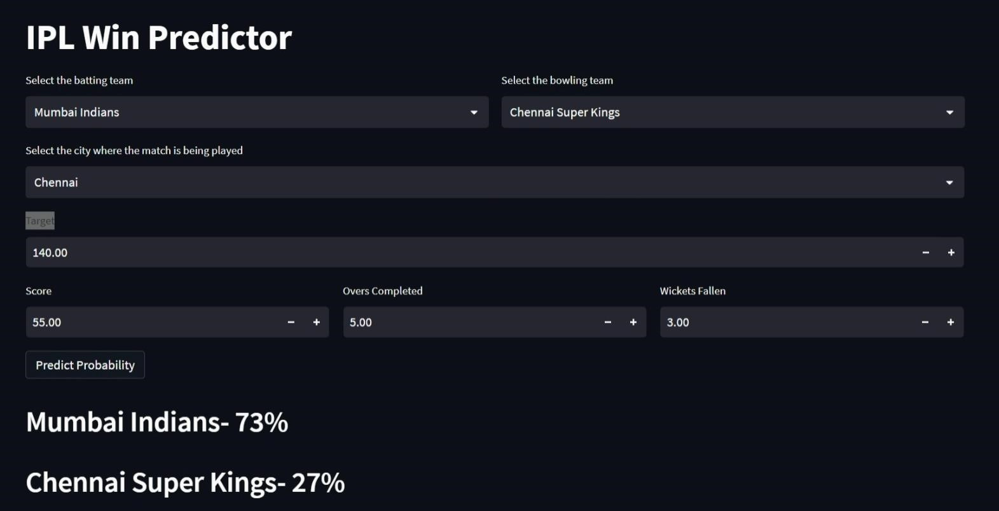 IPL Win Predictor
Select the batting team
Select the bowling team
Mumbai Indians
Chennai Super Kings
Select the city where the match is being played
Chennai
Target
140.00 − +
Score
Overs Completed
Wickets Fallen
55.00 − +
5.00 − +
3.00 − +
Predict Probability
Mumbai Indians- 73%
Chennai Super Kings- 27%